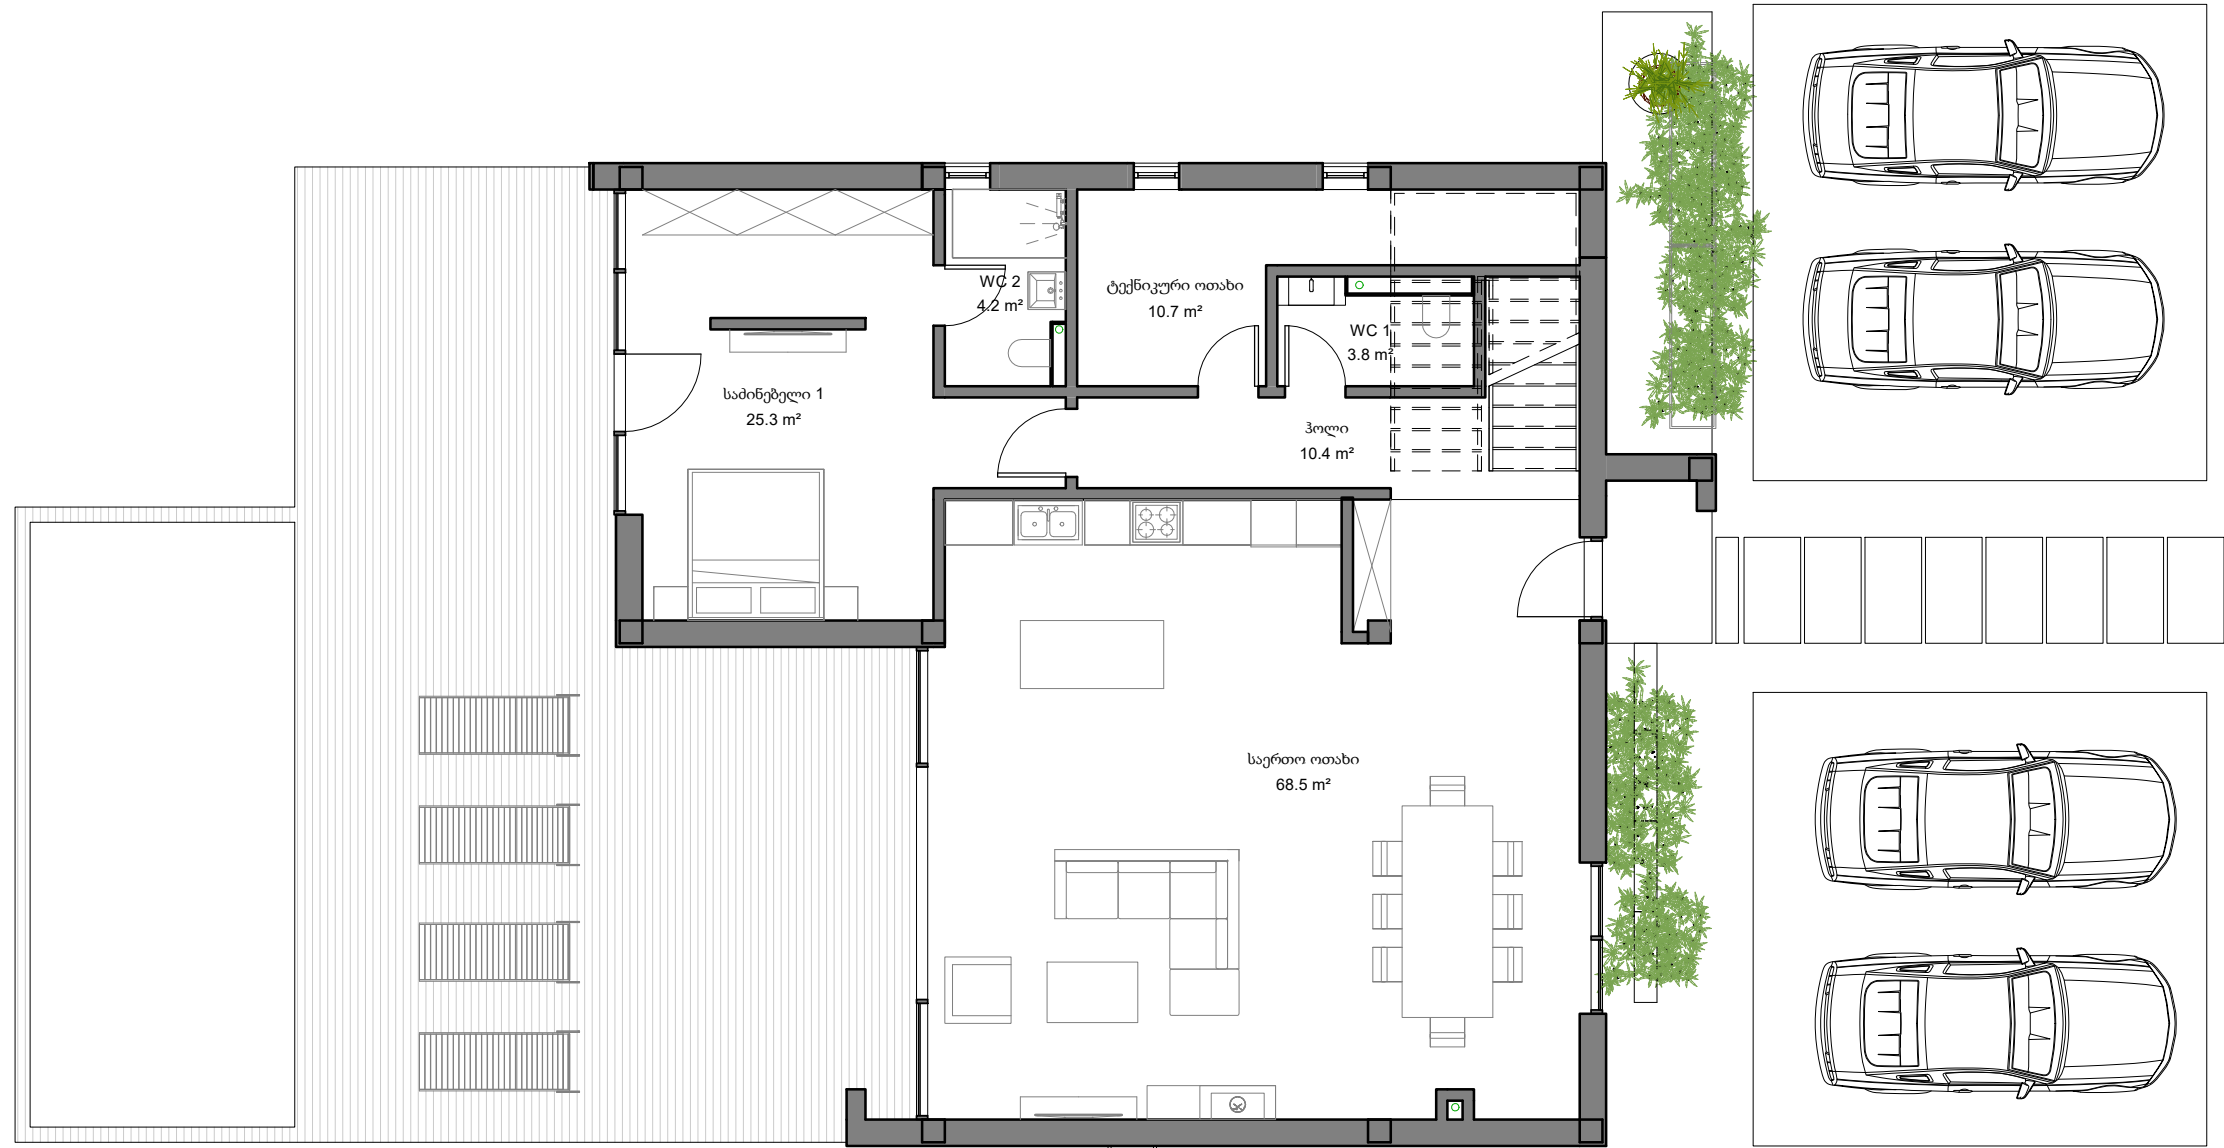 WC 2
4.2 m²
ტექნიკური ოთახი
10.7 m²
WC 1
3.8 m²
საძინებელი 1
25.3 m²
ჰოლი
10.4 m²
საერთო ოთახი
68.5 m²